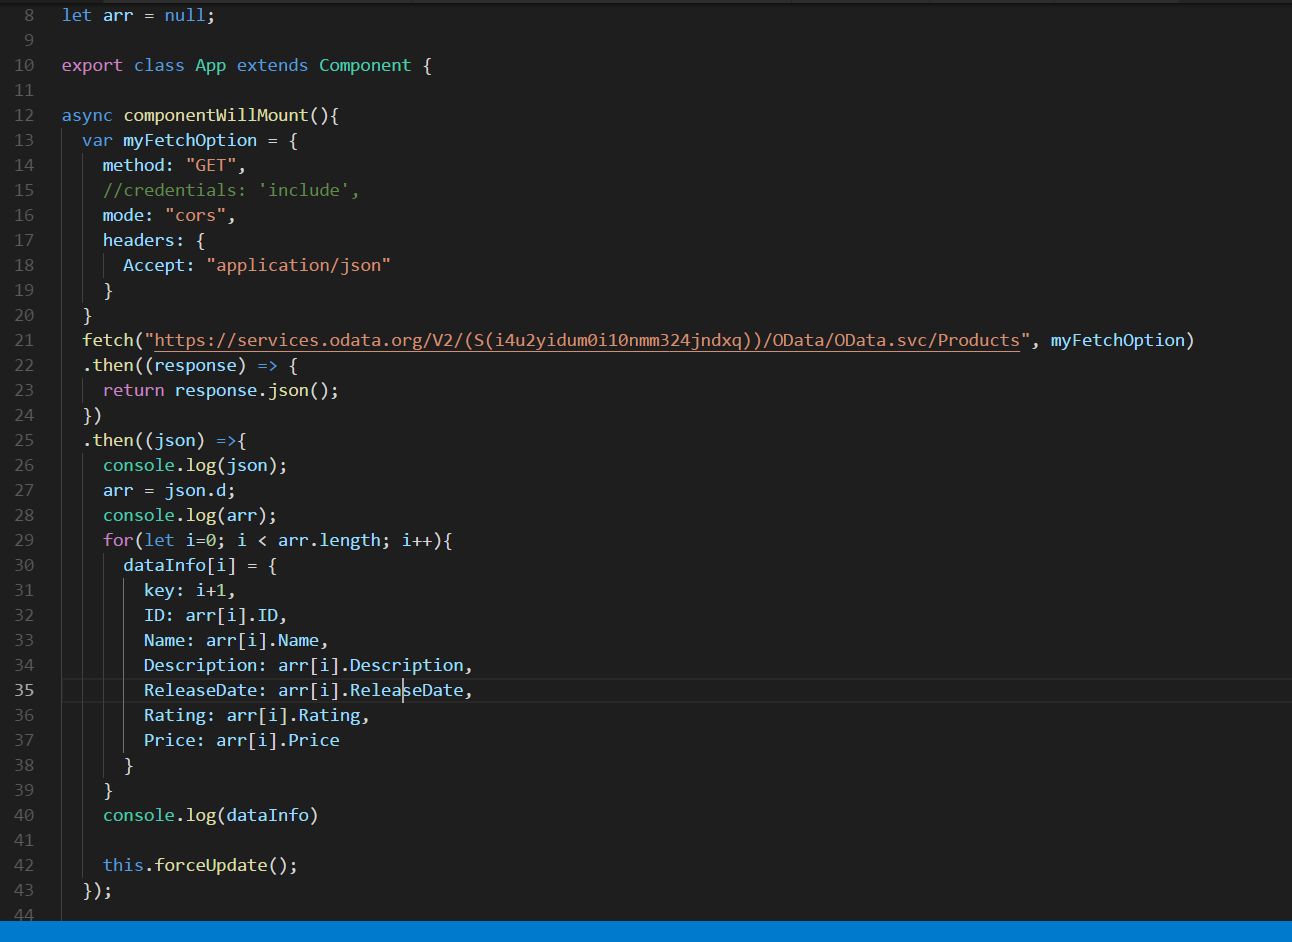 8 let arr = null;
9
10 export class App extends Component {
11
12 async componentWillMount(){
13 var myFetchOption = {
14 method: "GET",
15 //credentials: 'include',
16 mode: "cors",
17 headers: {
18 Accept: "application/json"
19 }
20 }
21 fetch("https://services.odata.org/V2/(S(i4u2yidum0i10nmm324jndxq))/OData/OData.svc/Products", myFetchOption)
22 .then((response) => {
23 return response.json();
24 })
25 .then((json) =>{
26 console.log(json);
27 arr = json.d;
28 console.log(arr);
29 for(let i=0; i < arr.length; i++){
30 dataInfo[i] = {
31 key: i+1,
32 ID: arr[i].ID,
33 Name: arr[i].Name,
34 Description: arr[i].Description,
35 ReleaseDate: arr[i].ReleaseDate,
36 Rating: arr[i].Rating,
37 Price: arr[i].Price
38 }
39 }
40 console.log(dataInfo)
41
42 this.forceUpdate();
43 });
44